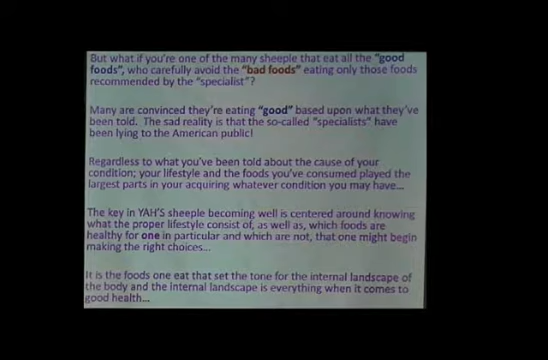 But what if you're one of the many sheeple that eat all the "good
foods", who carefully avoid the "bad foods" eating only those foods
recommended by the "specialist"?
Many are convinced they're eating "good" based upon what they've
been told. The sad reality is that the so-called "specialists" have
been lying to the American public!
Regardless to what you've been told about the cause of your
condition; your lifestyle and the foods you've consumed played the
largest parts in your acquiring whatever condition you may have...
The key in YAH'S sheeple becoming well is centered around knowing
what the proper lifestyle consist of, as well as, which foods are
healthy for one in particular and which are not, that one might begin
making the right choices...
It is the foods one eat that set the tone for the internal landscape of
the body and the internal landscape is everything when it comes to
good health...